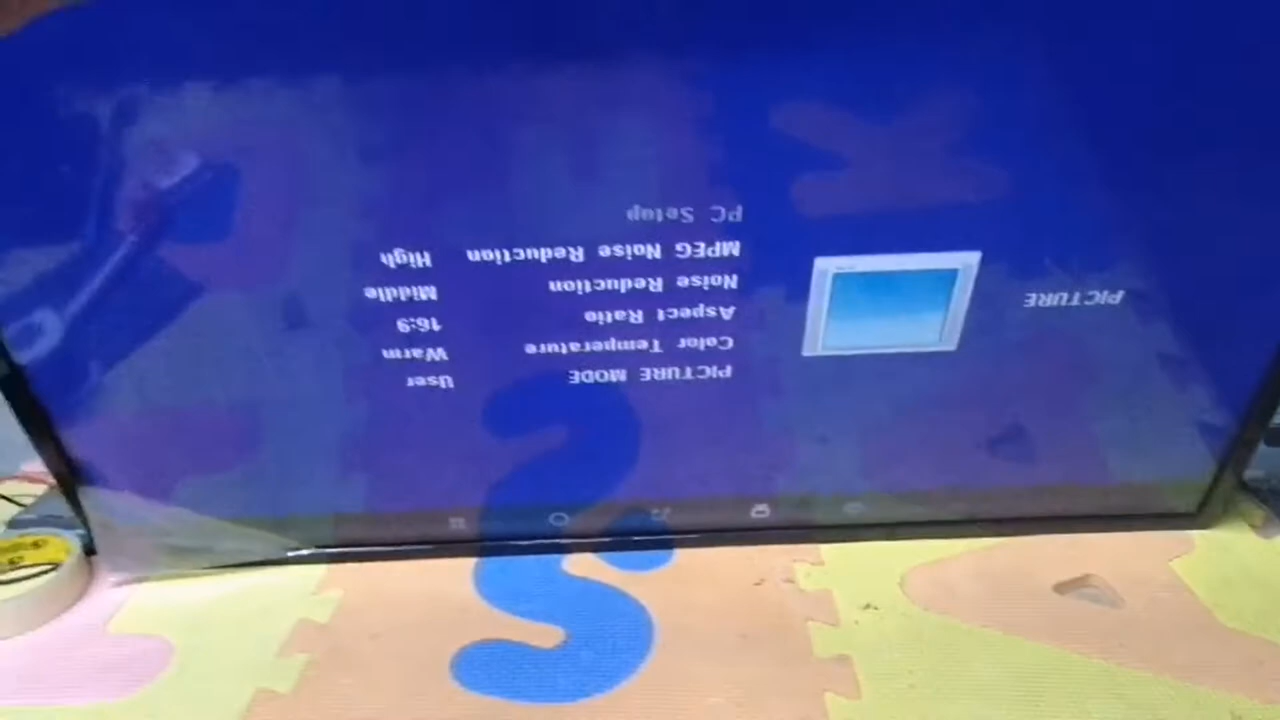 PICTURE
PICTURE MODE User
Color Temperature Warm
Aspect Ratio 16:9
Noise Reduction Middle
MPEG Noise Reduction High
PC Setup